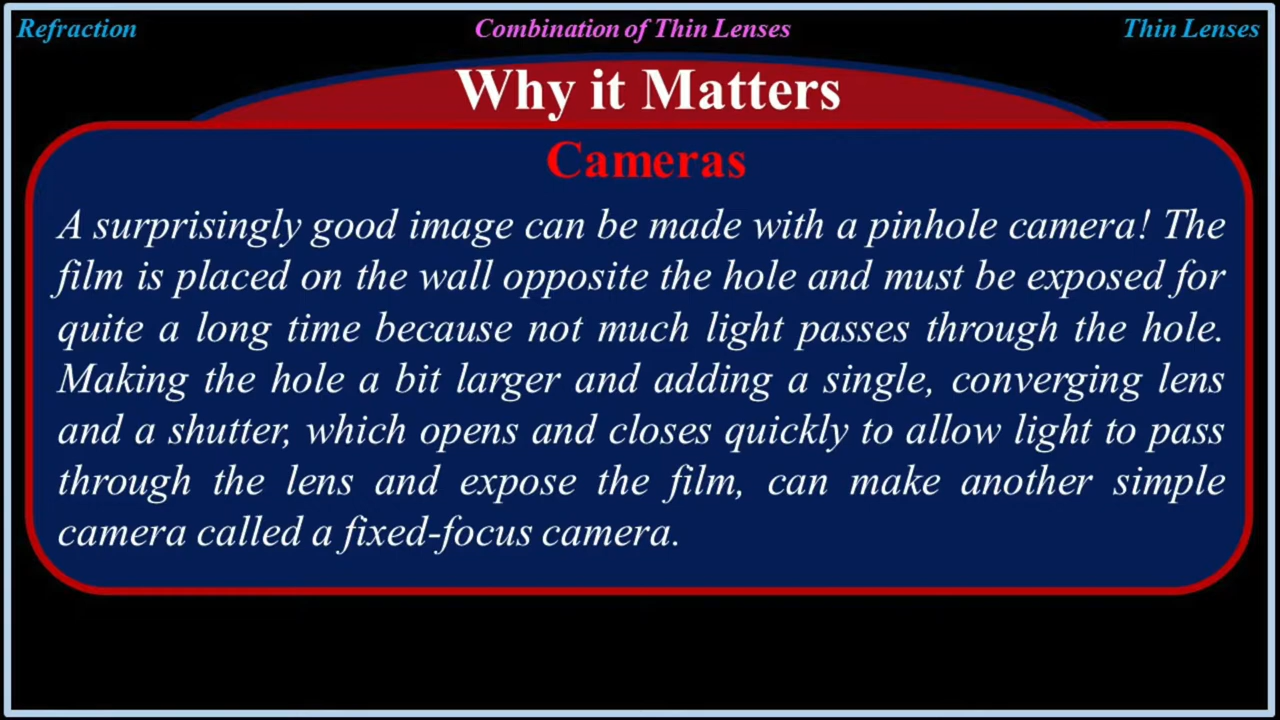 Refraction
Combination of Thin Lenses
Thin Lenses
Why it Matters
Cameras
A surprisingly good image can be made with a pinhole camera! The
film is placed on the wall opposite the hole and must be exposed for
quite a long time because not much light passes through the hole.
Making the hole a bit larger and adding a single, converging lens
and a shutter, which opens and closes quickly to allow light to pass
through the lens and expose the film, can make another simple
camera called a fixed-focus camera.